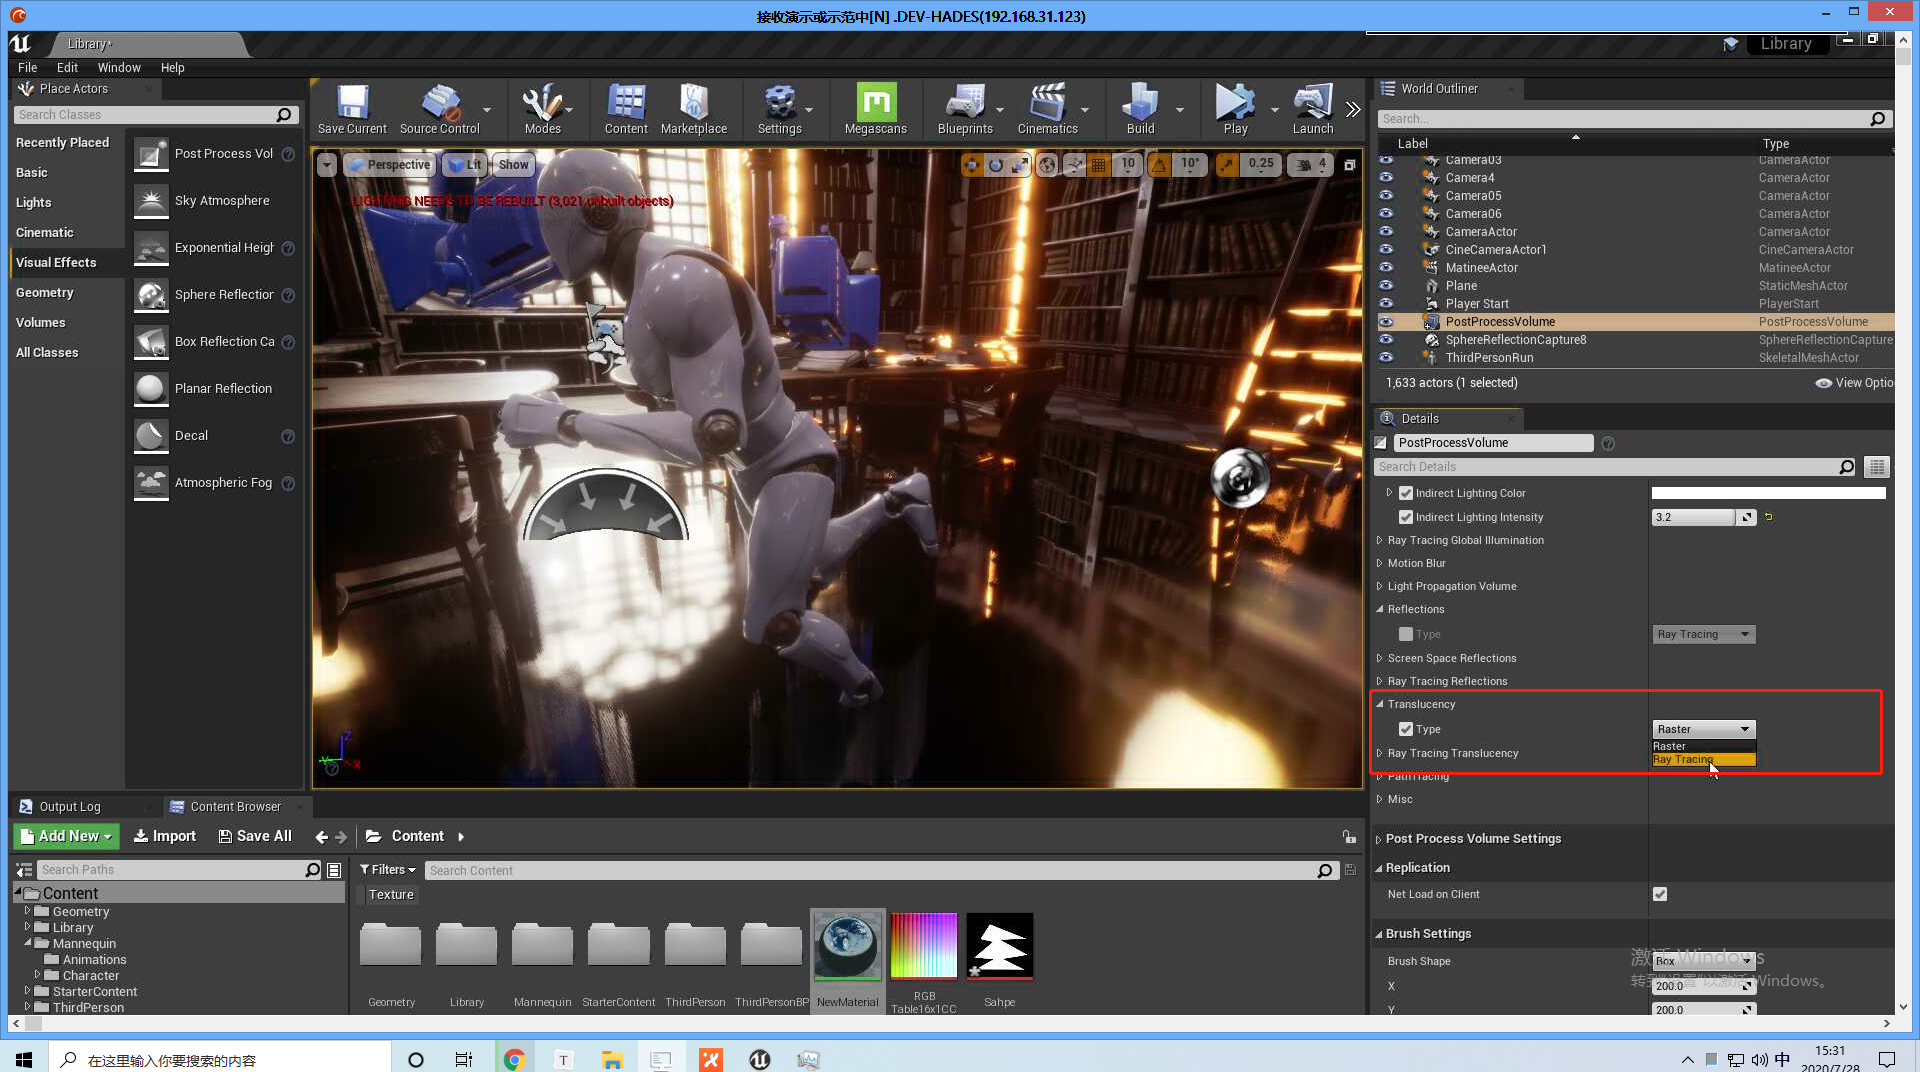 接收演示或示范中[N] .DEV-HADES(192.168.31.123)
Library*
Library
File Edit Window Help
Place Actors
Search Classes
Recently Placed
Basic
Lights
Cinematic
Visual Effects
Geometry
Volumes
All Classes
Post Process Vol
Sky Atmosphere
Exponential Heigh
Sphere Reflection
Box Reflection Ca
Planar Reflection
Decal
Atmospheric Fog
Save Current Source Control Modes Content Marketplace Settings Megascans Blueprints Cinematics Build Play Launch
Perspective Lit Show
10 10° 0.25 4
LIGHTING NEEDS TO BE REBUILT (3,021 unbuilt objects)
Z
Y
X
World Outliner
Search...
Label Type
Camera03 CameraActor
Camera4 CameraActor
Camera05 CameraActor
Camera06 CameraActor
CameraActor CameraActor
CineCameraActor1 CineCameraActor
MatineeActor MatineeActor
Plane StaticMeshActor
Player Start PlayerStart
PostProcessVolume PostProcessVolume
SphereReflectionCapture8 SphereReflectionCapture
ThirdPersonRun SkeletalMeshActor
1,633 actors (1 selected) View Optio
Details
PostProcessVolume
Search Details
Indirect Lighting Color
Indirect Lighting Intensity 3.2
Ray Tracing Global Illumination
Motion Blur
Light Propagation Volume
Reflections
Type Ray Tracing
Screen Space Reflections
Ray Tracing Reflections
Translucency
Type Raster
Raster
Ray Tracing Translucency Ray Tracing
PathTracing
Misc
Post Process Volume Settings
Replication
Net Load on Client
Brush Settings
Brush Shape Box
X 200.0
Y 200.0
激活 Windows
转到"设置"以激活 Windows。
Output Log Content Browser
Add New Import Save All Content
Search Paths
Content
Geometry
Library
Mannequin
Animations
Character
StarterContent
ThirdPerson
Filters Search Content
Texture
Geometry Library Mannequin StarterContent ThirdPerson ThirdPersonBP NewMaterial RGB Sahpe
Table16x1CC
在这里输入你要搜索的内容
T
中
15:31
2020/7/28